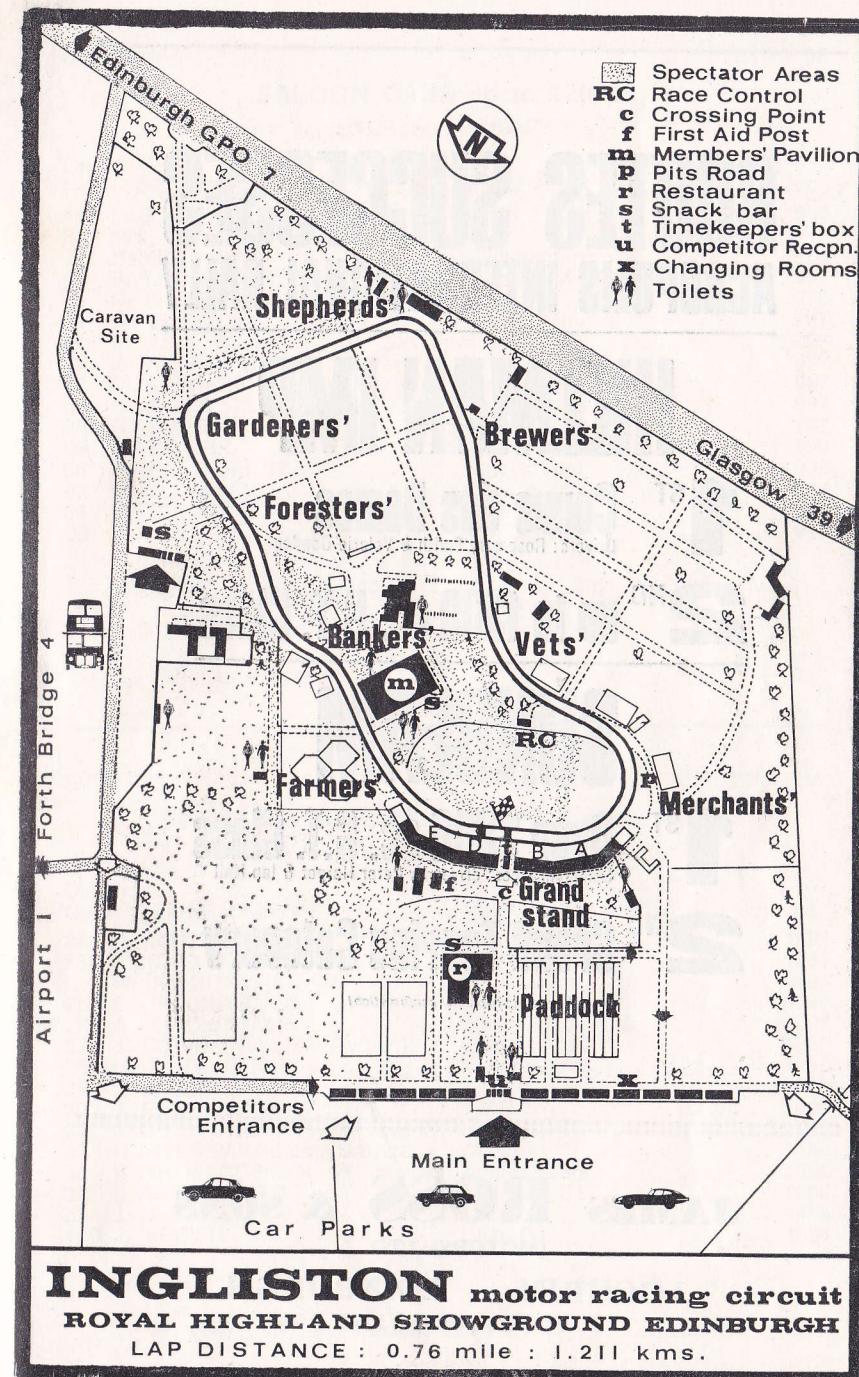 Edinburgh GPO 7
N
Spectator Areas
RC Race Control
c Crossing Point
f First Aid Post
m Members' Pavilion
p Pits Road
r Restaurant
s Snack bar
t Timekeepers' box
u Competitor Recpn.
x Changing Rooms
Toilets
Shepherds'
Caravan
Site
Gardeners'
Brewers'
Glasgow 39
Foresters'
s
Bankers'
Vets'
m
s
RC
Forth Bridge 4
Farmers'
p
Merchants'
E D t B A
f
c
Grand
stand
s
r
Paddock
Airport 1
u
x
Competitors
Entrance
Main Entrance
Car Parks
INGLISTON motor racing circuit
ROYAL HIGHLAND SHOWGROUND EDINBURGH
LAP DISTANCE : 0.76 mile : 1.211 kms.